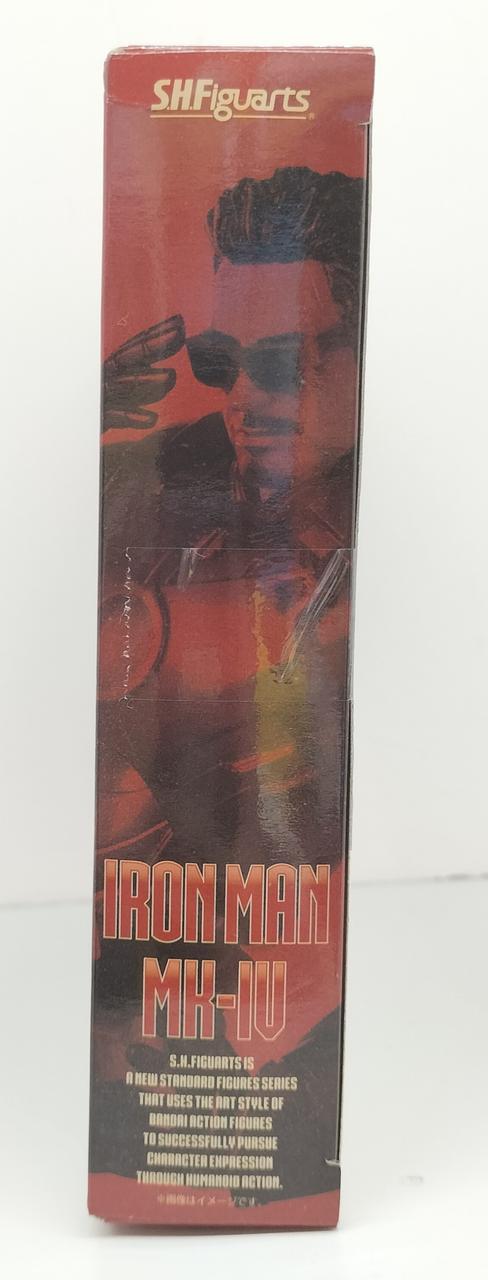 S.H.Figuarts
IRON MAN
MK-IV
S.H.FIGUARTS IS
A NEW STANDARD FIGURES SERIES
THAT USES THE ART STYLE OF
BANDAI ACTION FIGURES
TO SUCCESSFULLY PURSUE
CHARACTER EXPRESSION
THROUGH HUMANOID ACTION.
※画像はイメージです。